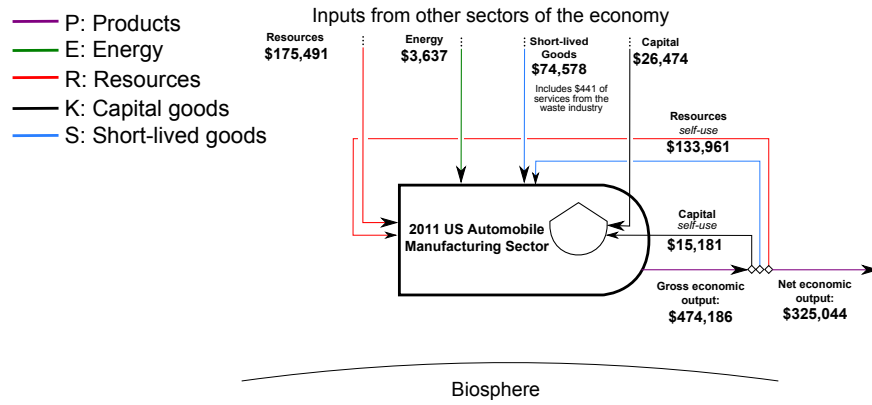 P: Products
E: Energy
R: Resources
K: Capital goods
S: Short-lived goods
Inputs from other sectors of the economy
Resources
$175,491
Energy
$3,637
Short-lived
Goods
$74,578
Includes $441 of
services from the
waste industry
Capital
$26,474
Resources
self-use
$133,961
2011 US Automobile
Manufacturing Sector
Capital
self-use
$15,181
Gross economic
output:
$474,186
Net economic
output:
$325,044
Biosphere